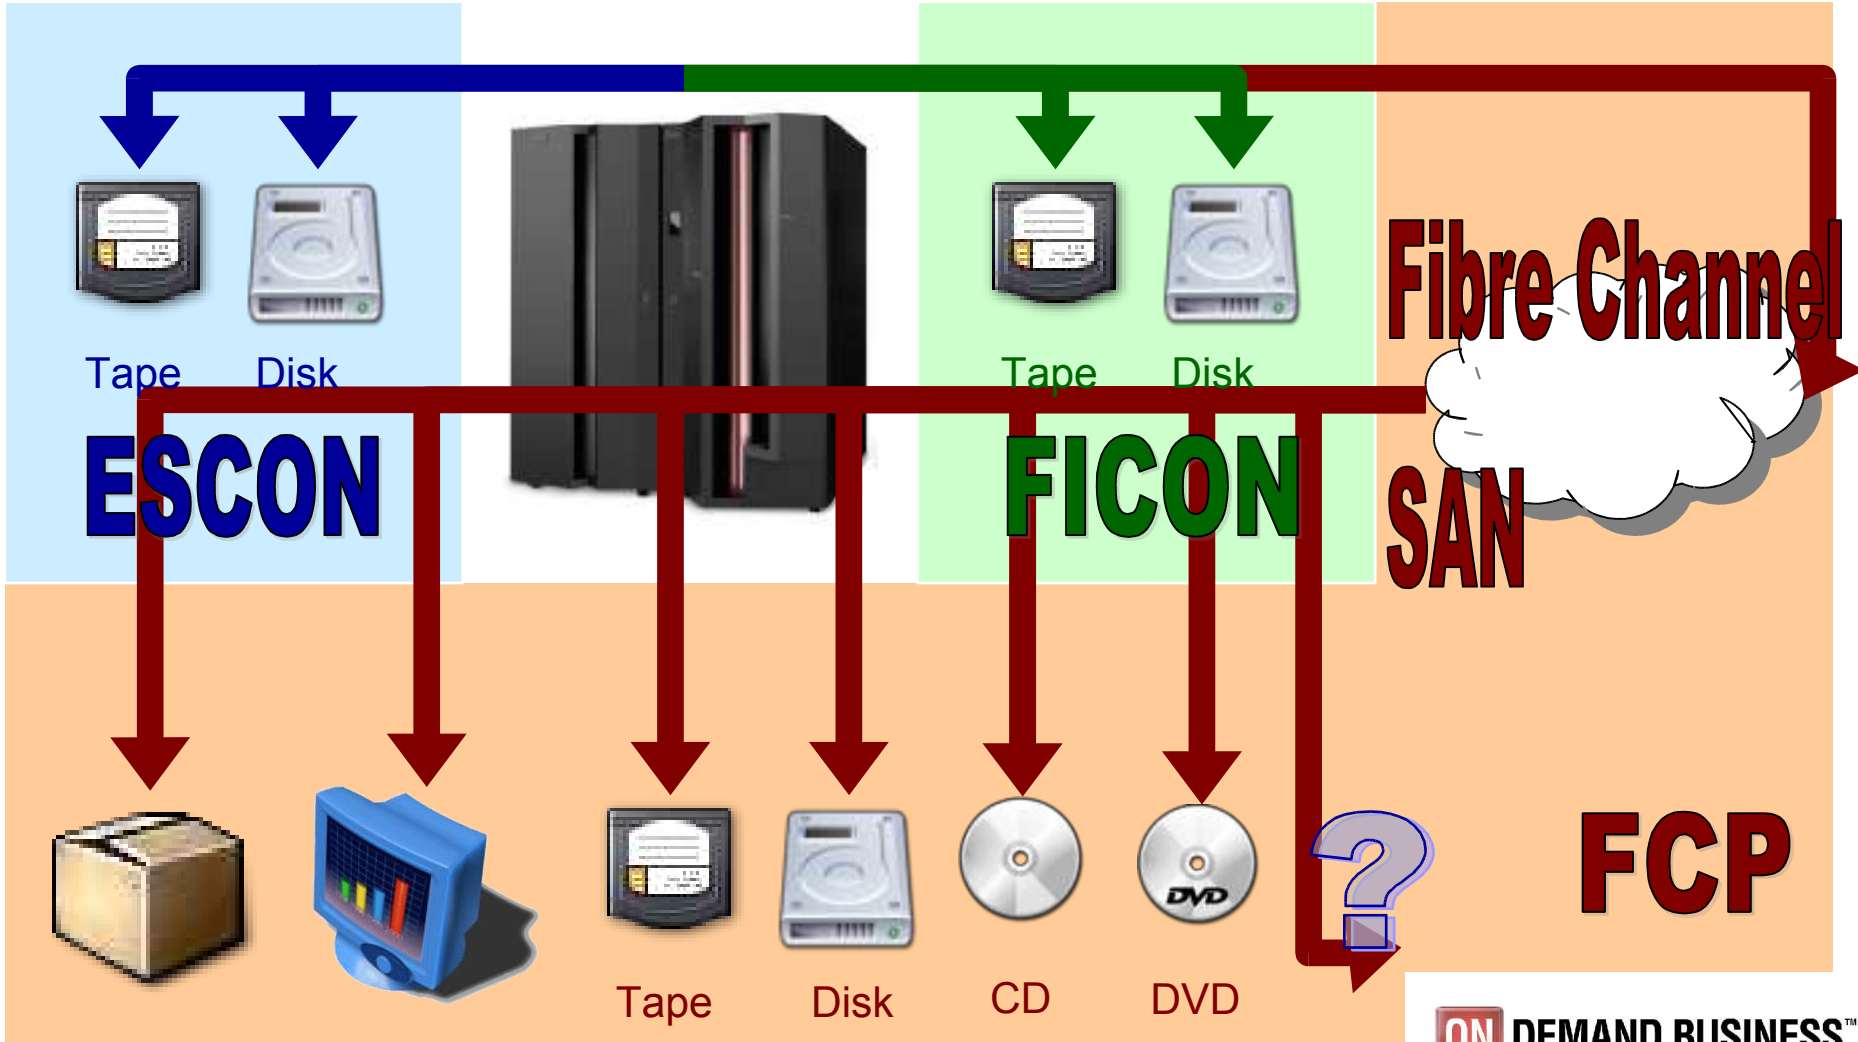 Tape Disk
ESCON
Tape Disk
FICON
Fibre Channel
SAN
Tape Disk CD DVD
DVD
?
FCP
ON DEMAND BUSINESS™